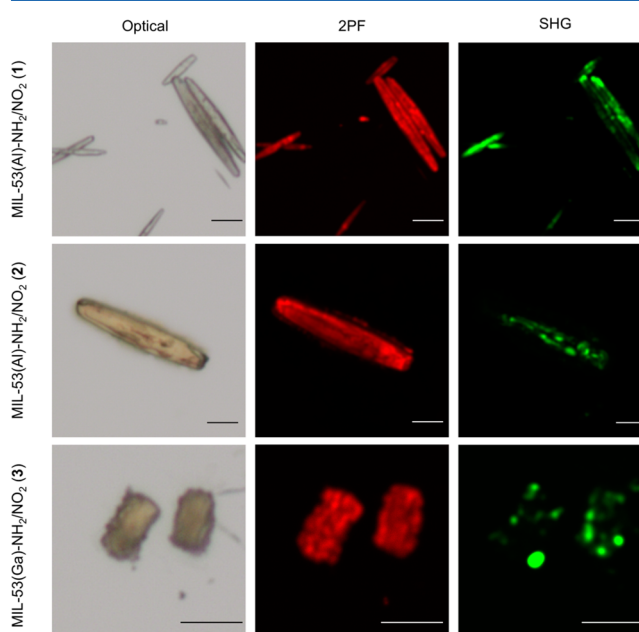 Optical 2PF SHG
MIL-53(Al)-NH₂/NO₂ (1)
MIL-53(Al)-NH₂/NO₂ (2)
MIL-53(Ga)-NH₂/NO₂ (3)